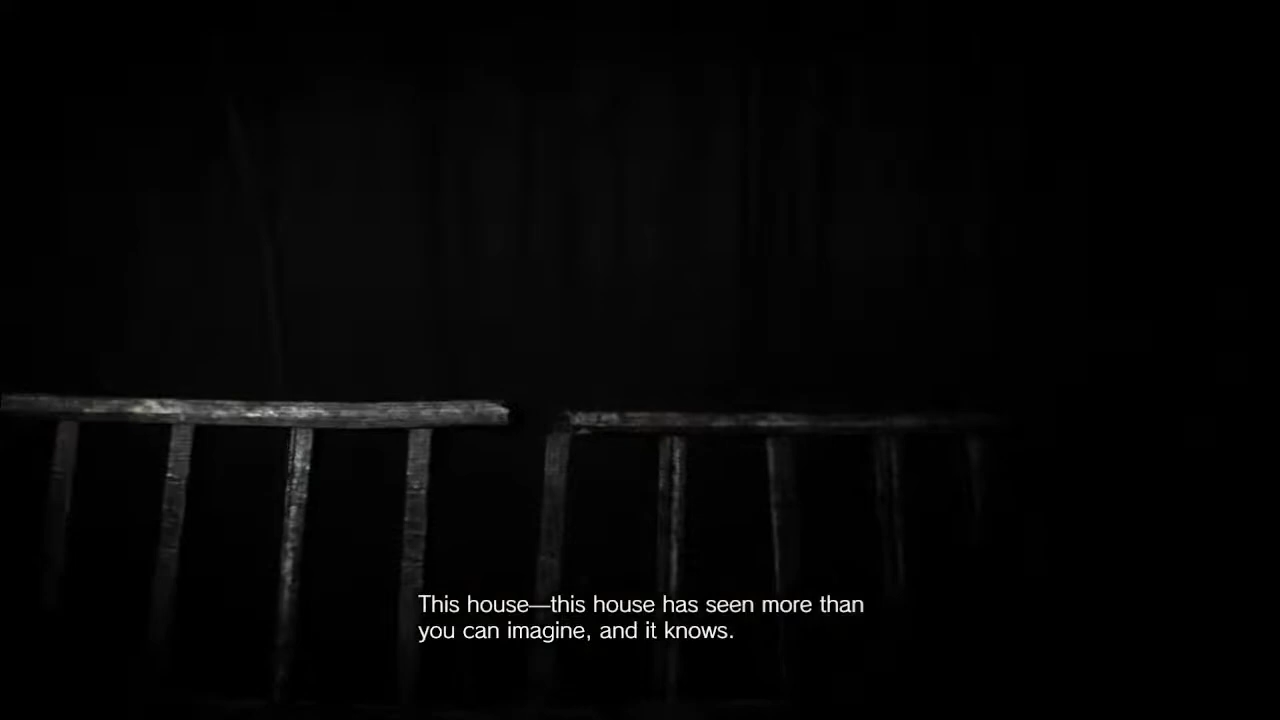 This house—this house has seen more than
you can imagine, and it knows.